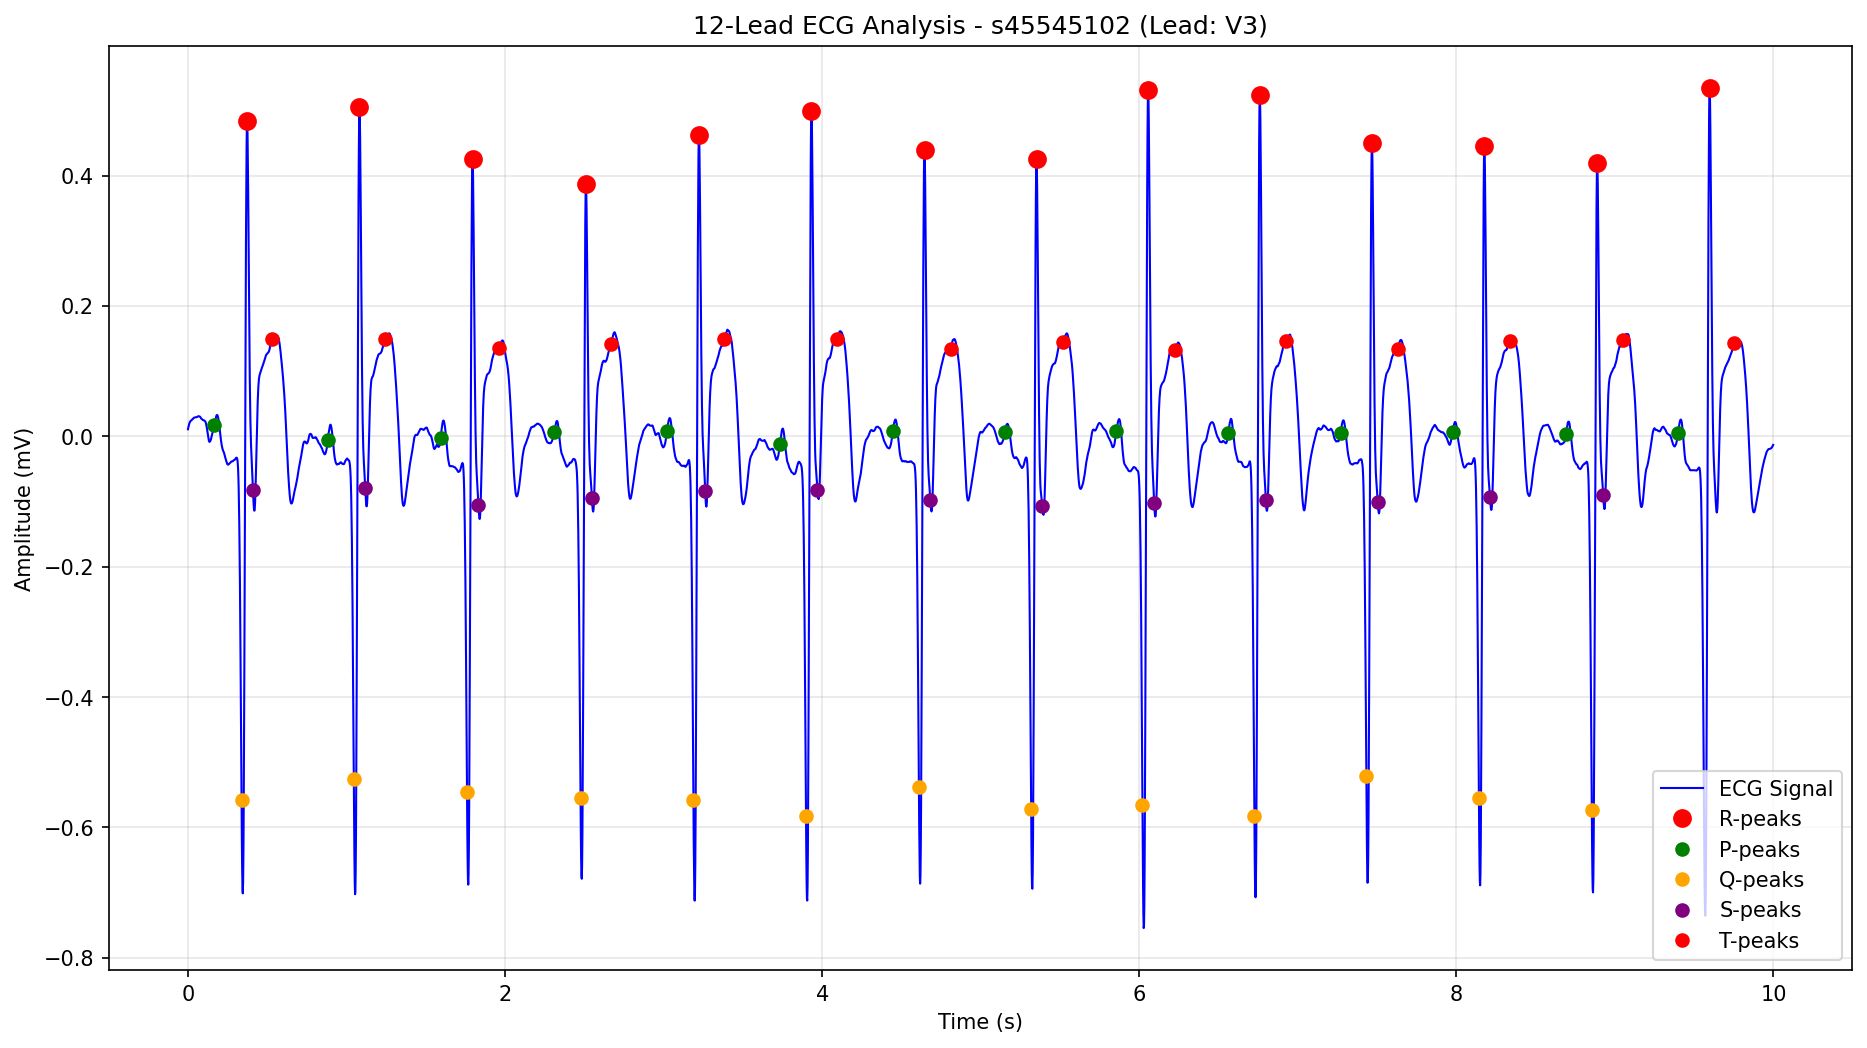 12-Lead ECG Analysis - s45545102 (Lead: V3)
Amplitude (mV)
0.4
0.2
0.0
−0.2
−0.4
−0.6
−0.8
0
2
4
6
8
10
Time (s)
ECG Signal
R-peaks
P-peaks
Q-peaks
S-peaks
T-peaks